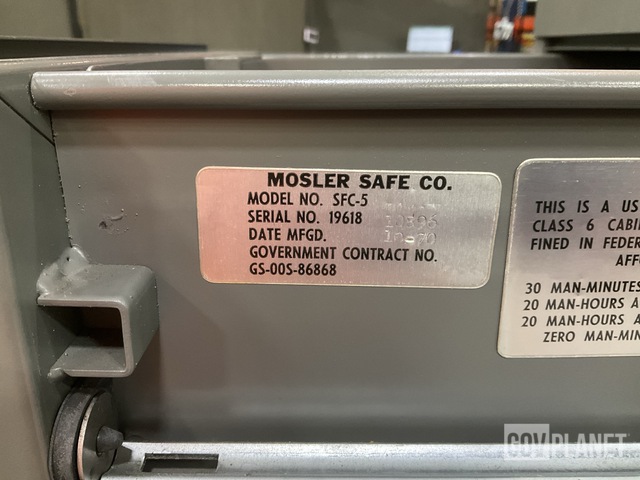 MOSLER SAFE CO.
MODEL NO. SFC-5
SERIAL NO. 19618
DATE MFGD.
GOVERNMENT CONTRACT NO.
GS-00S-86868
THIS IS A US
CLASS 6 CABI
FINED IN FEDER
AFFO
30 MAN-MINUTES
20 MAN-HOURS A
20 MAN-HOURS A
ZERO MAN-MIN
GOVPLANET